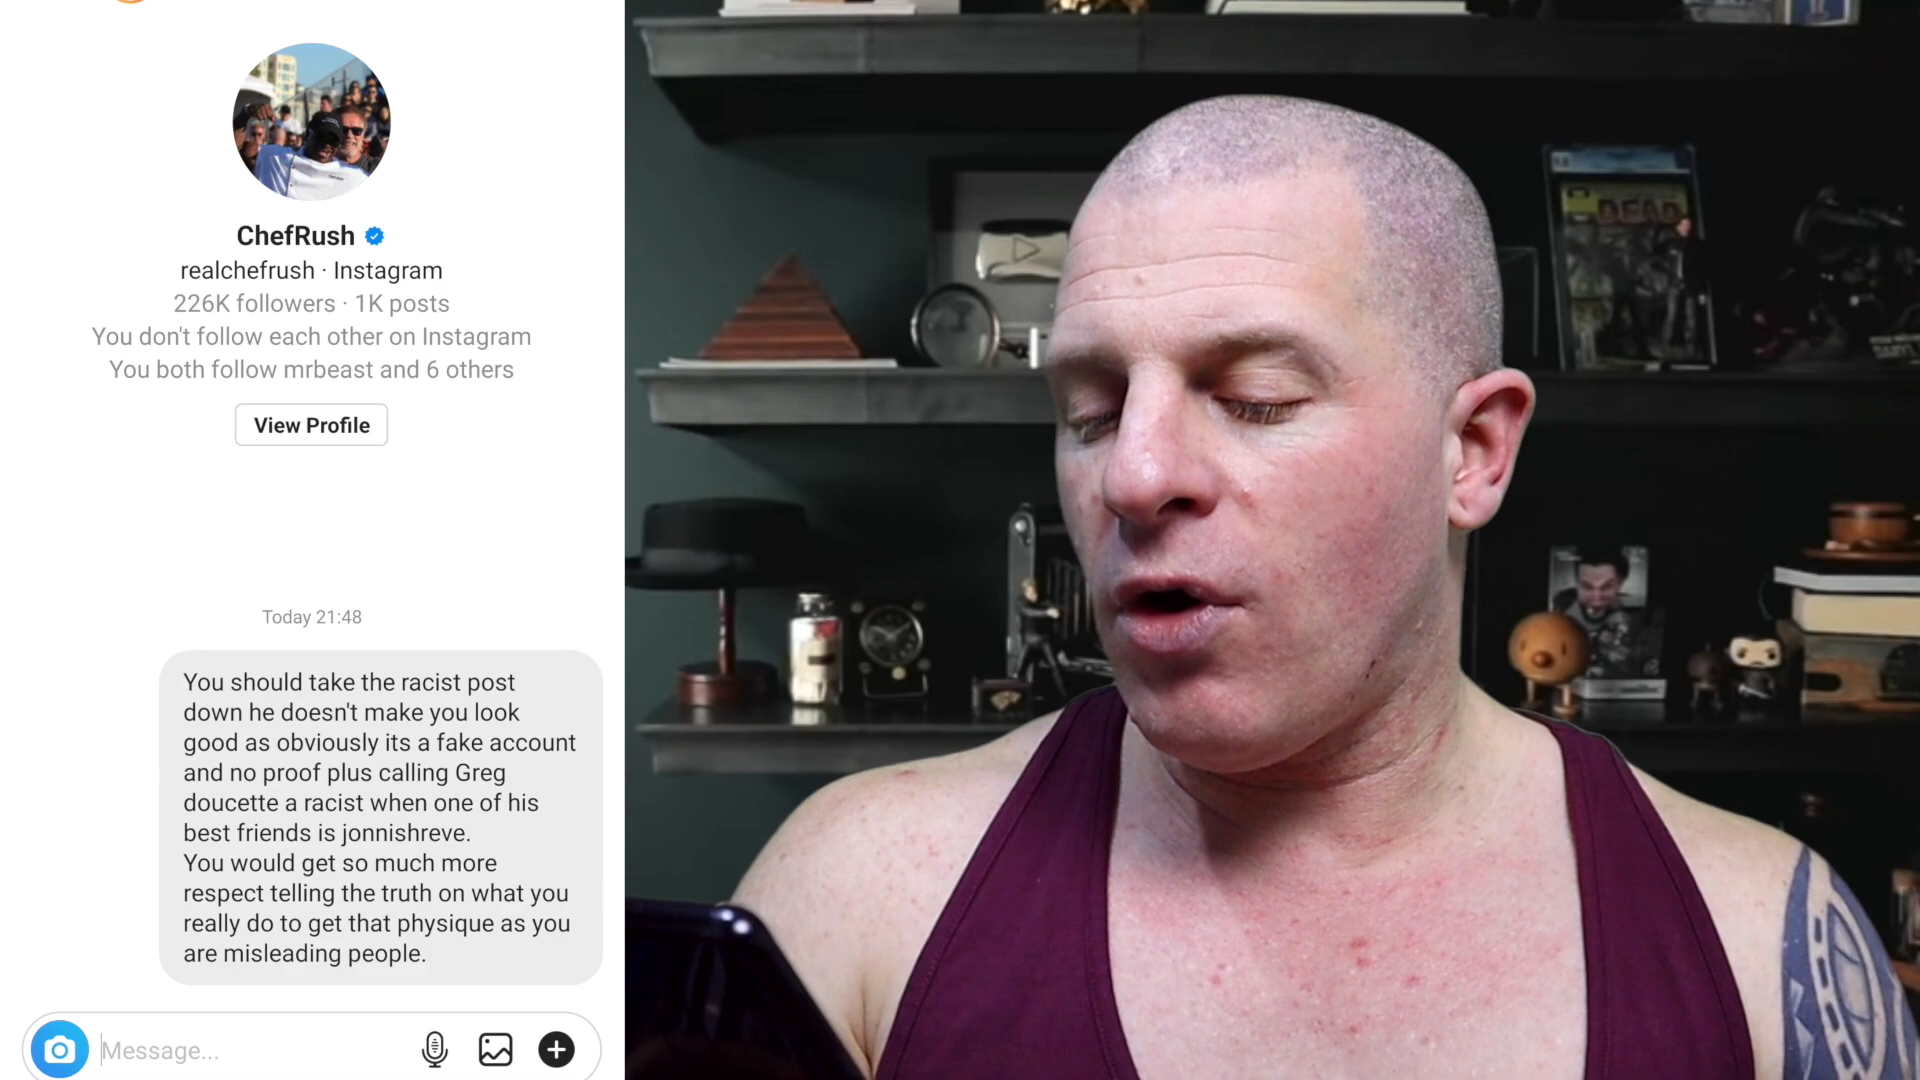 ChefRush
realchefrush · Instagram
226K followers · 1K posts
You don't follow each other on Instagram
You both follow mrbeast and 6 others
View Profile
Today 21:48
You should take the racist post
down he doesn't make you look
good as obviously its a fake account
and no proof plus calling Greg
doucette a racist when one of his
best friends is jonnishreve.
You would get so much more
respect telling the truth on what you
really do to get that physique as you
are misleading people.
Message...
DEAD